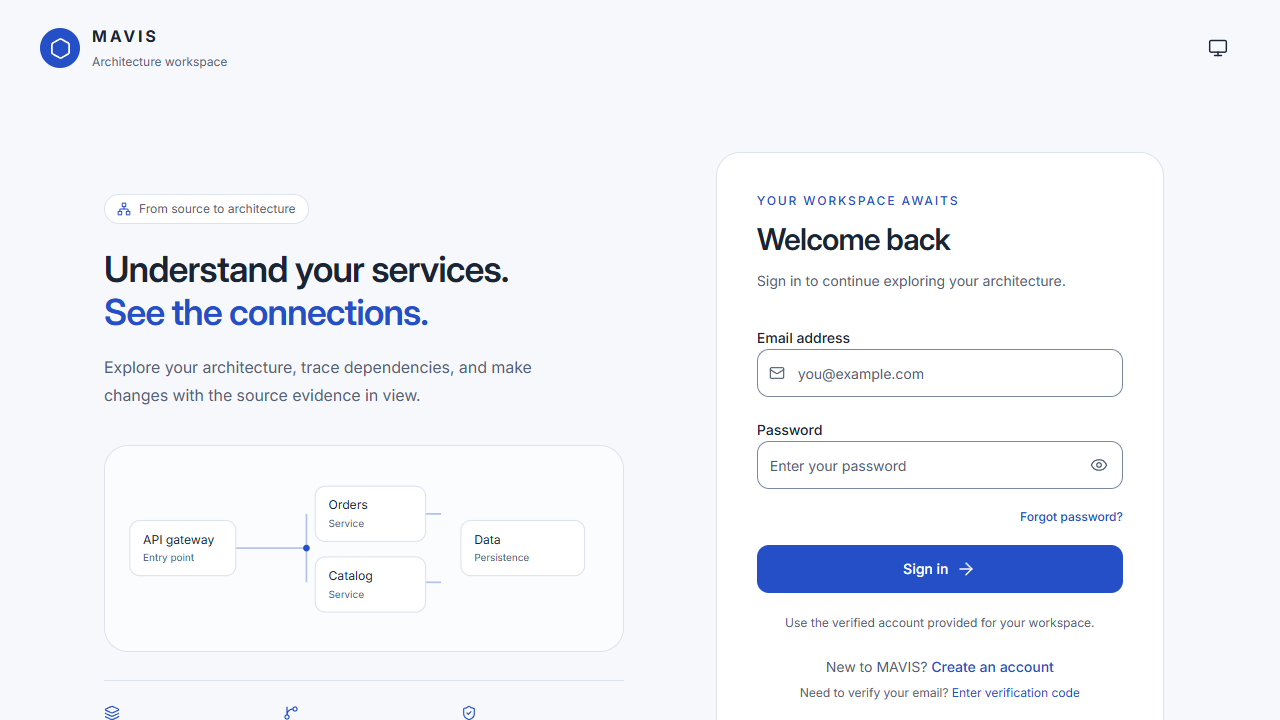 MAVIS
Architecture workspace
From source to architecture
Understand your services.
See the connections.
Explore your architecture, trace dependencies, and make
changes with the source evidence in view.
API gateway
Entry point
Orders
Service
Catalog
Service
Data
Persistence
YOUR WORKSPACE AWAITS
Welcome back
Sign in to continue exploring your architecture.
Email address
you@example.com
Password
Enter your password
Forgot password?
Sign in
Use the verified account provided for your workspace.
New to MAVIS? Create an account
Need to verify your email? Enter verification code